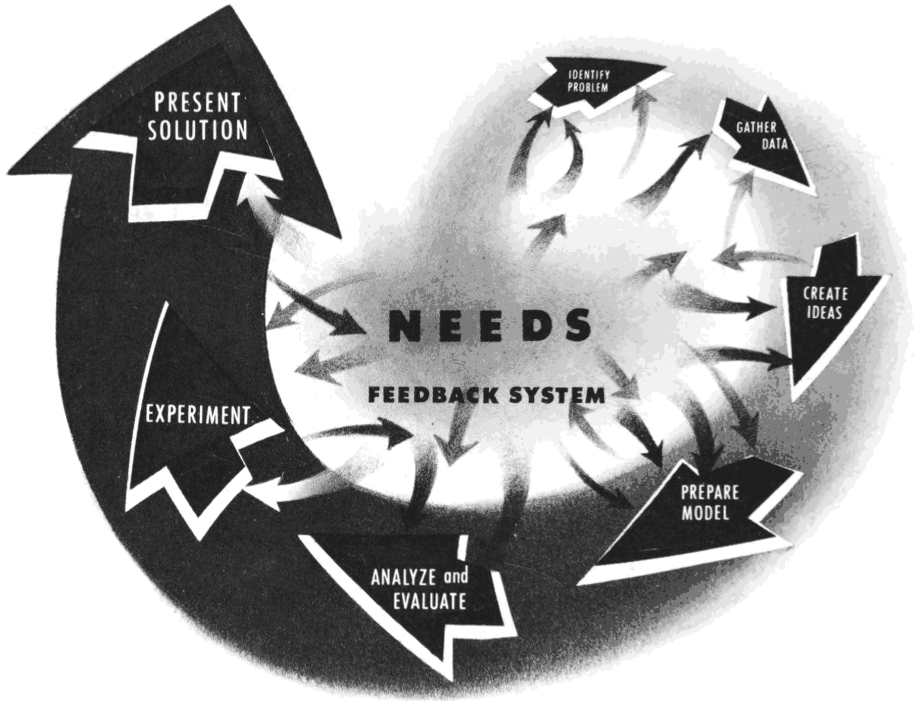 IDENTIFY
PROBLEM
GATHER
DATA
CREATE
IDEAS
PREPARE
MODEL
ANALYZE and
EVALUATE
EXPERIMENT
PRESENT
SOLUTION
NEEDS
FEEDBACK SYSTEM